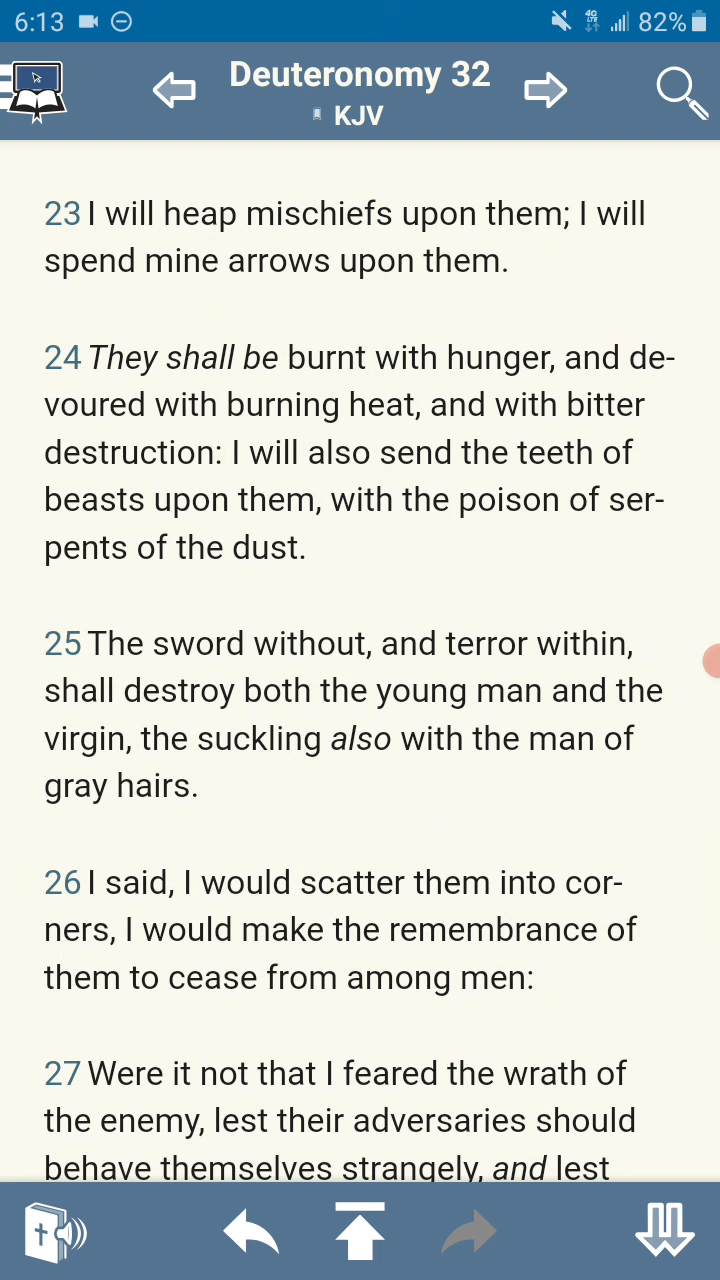 6:13 4G LTE 82%
Deuteronomy 32
KJV
23 I will heap mischiefs upon them; I will
spend mine arrows upon them.
24 They shall be burnt with hunger, and de-
voured with burning heat, and with bitter
destruction: I will also send the teeth of
beasts upon them, with the poison of ser-
pents of the dust.
25 The sword without, and terror within,
shall destroy both the young man and the
virgin, the suckling also with the man of
gray hairs.
26 I said, I would scatter them into cor-
ners, I would make the remembrance of
them to cease from among men:
27 Were it not that I feared the wrath of
the enemy, lest their adversaries should
behave themselves strangely, and lest